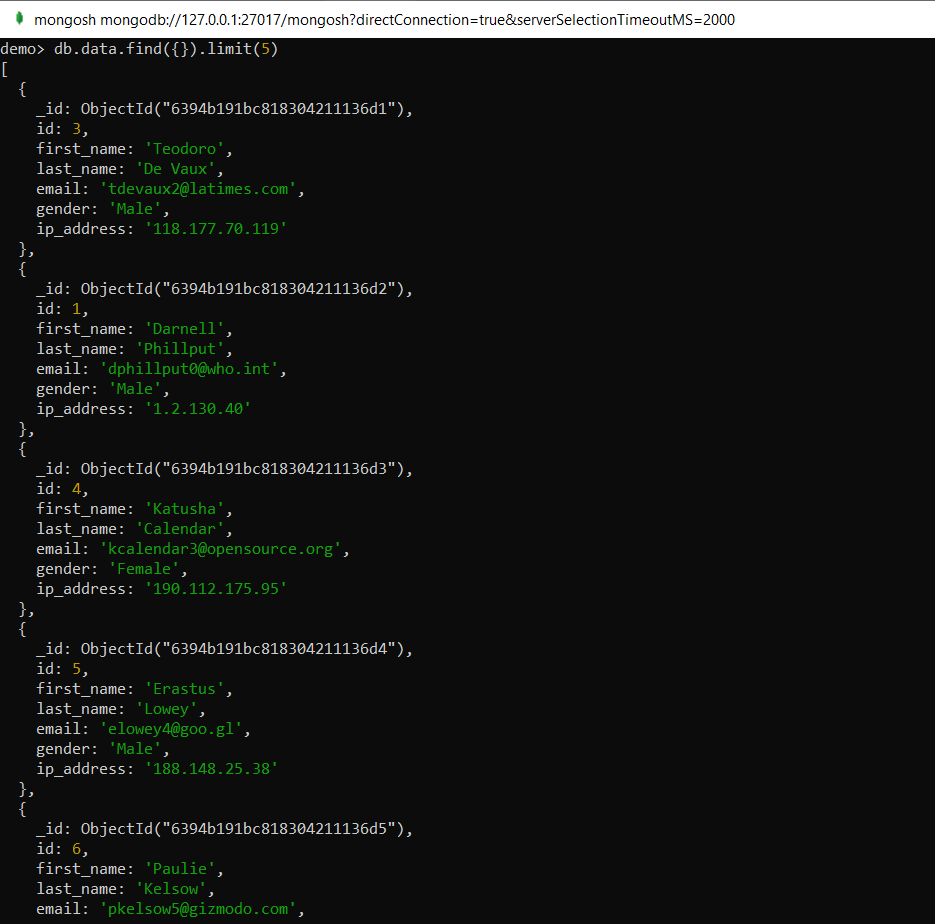 mongosh mongodb://127.0.0.1:27017/mongosh?directConnection=true&serverSelectionTimeoutMS=2000
demo> db.data.find({}).limit(5)
[
  {
    _id: ObjectId("6394b191bc818304211136d1"),
    id: 3,
    first_name: 'Teodoro',
    last_name: 'De Vaux',
    email: 'tdevaux2@latimes.com',
    gender: 'Male',
    ip_address: '118.177.70.119'
  },
  {
    _id: ObjectId("6394b191bc818304211136d2"),
    id: 1,
    first_name: 'Darnell',
    last_name: 'Phillput',
    email: 'dphillput0@who.int',
    gender: 'Male',
    ip_address: '1.2.130.40'
  },
  {
    _id: ObjectId("6394b191bc818304211136d3"),
    id: 4,
    first_name: 'Katusha',
    last_name: 'Calendar',
    email: 'kcalendar3@opensource.org',
    gender: 'Female',
    ip_address: '190.112.175.95'
  },
  {
    _id: ObjectId("6394b191bc818304211136d4"),
    id: 5,
    first_name: 'Erastus',
    last_name: 'Lowey',
    email: 'elowey4@goo.gl',
    gender: 'Male',
    ip_address: '188.148.25.38'
  },
  {
    _id: ObjectId("6394b191bc818304211136d5"),
    id: 6,
    first_name: 'Paulie',
    last_name: 'Kelsow',
    email: 'pkelsow5@gizmodo.com',